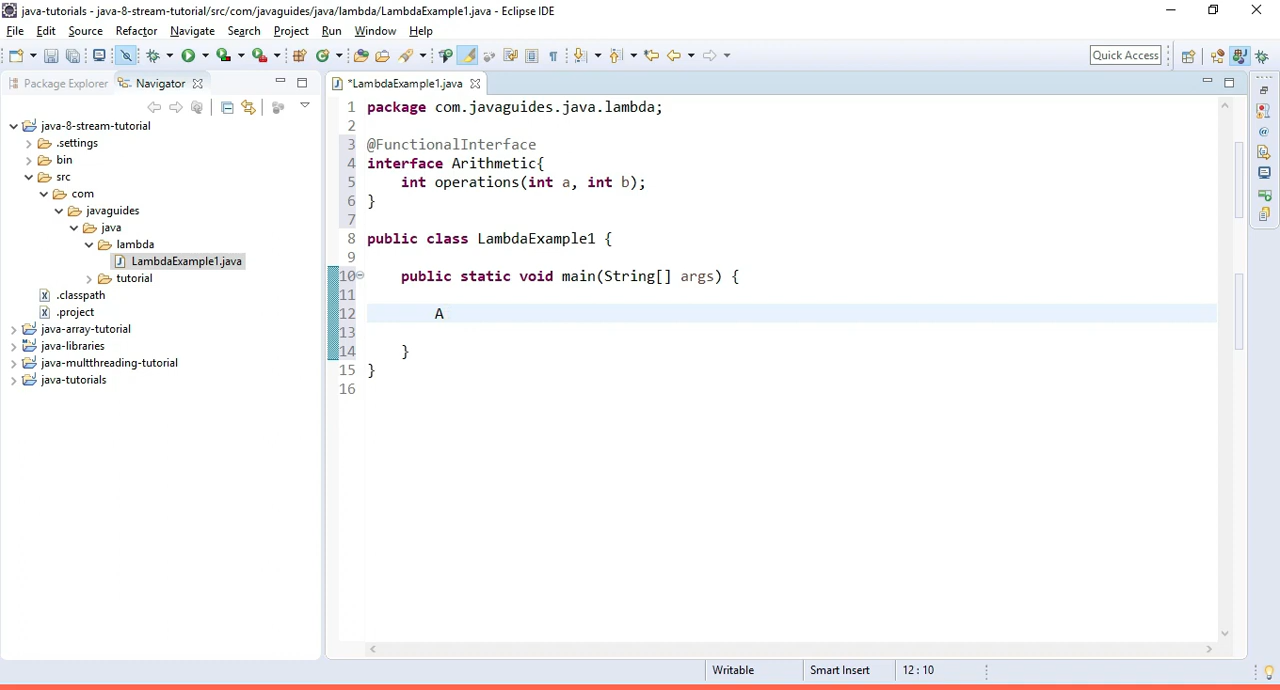 java-tutorials - java-8-stream-tutorial/src/com/javaguides/java/lambda/LambdaExample1.java - Eclipse IDE
File Edit Source Refactor Navigate Search Project Run Window Help
Quick Access
Package Explorer Navigator
*LambdaExample1.java
java-8-stream-tutorial
.settings
bin
src
com
javaguides
java
lambda
LambdaExample1.java
tutorial
.classpath
.project
java-array-tutorial
java-libraries
java-multthreading-tutorial
java-tutorials
1 package com.javaguides.java.lambda;
2
3 @FunctionalInterface
4 interface Arithmetic{
5 int operations(int a, int b);
6 }
7
8 public class LambdaExample1 {
9
10 public static void main(String[] args) {
11
12 A
13
14 }
15 }
16
Writable Smart Insert 12 : 10